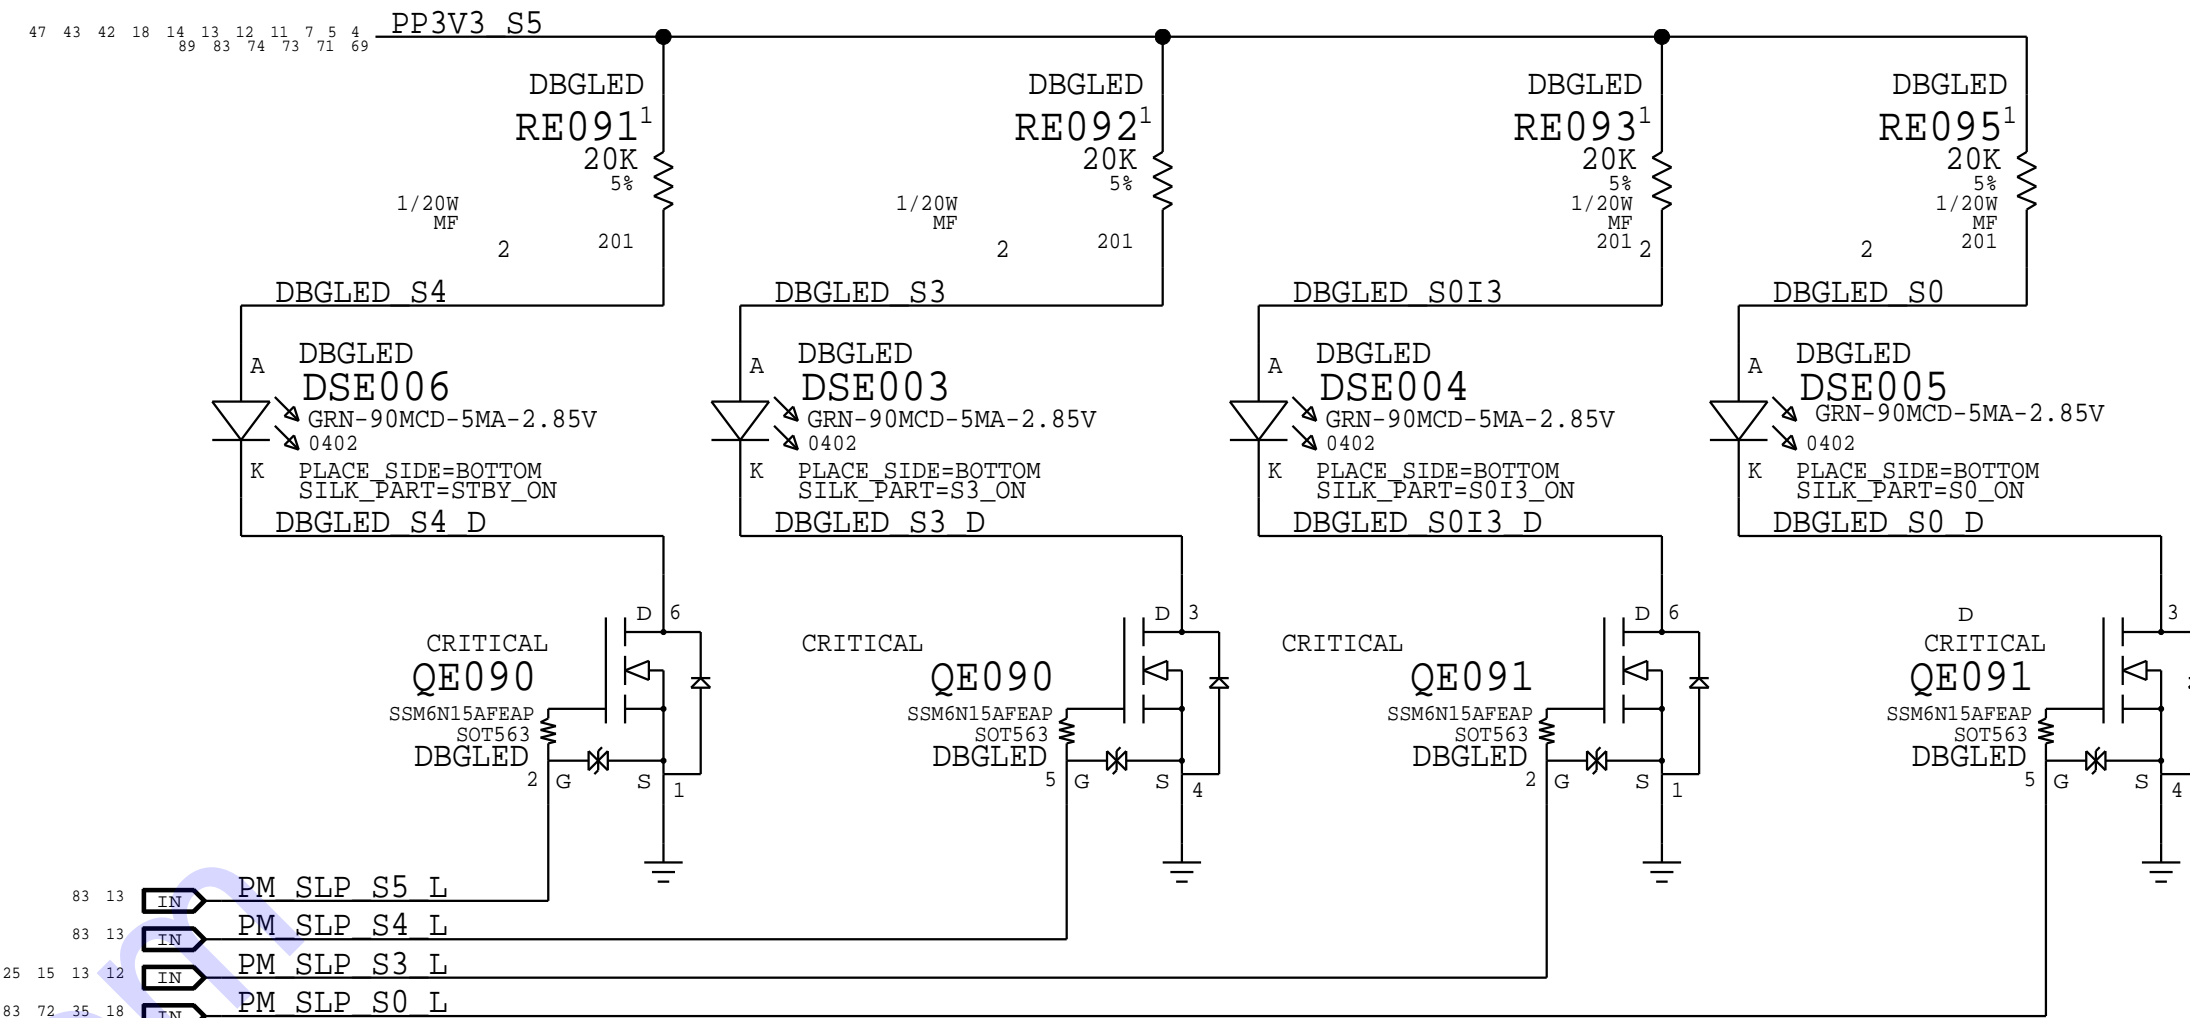 PP3V3_S5
47 43 42 18 14 13 12 11 7 5 4
89 83 74 73 71 69
DBGLED
RE091
1
20K
5%
1/20W
MF
201
2
DBGLED_S4
A
DBGLED
DSE006
GRN-90MCD-5MA-2.85V
0402
K
PLACE_SIDE=BOTTOM
SILK_PART=STBY_ON
DBGLED_S4_D
D 6
CRITICAL
QE090
SSM6N15AFEAP
SOT563
DBGLED
2 G S 1
DBGLED
RE092
1
20K
5%
1/20W
MF
201
2
DBGLED_S3
A
DBGLED
DSE003
GRN-90MCD-5MA-2.85V
0402
K
PLACE_SIDE=BOTTOM
SILK_PART=S3_ON
DBGLED_S3_D
D 3
CRITICAL
QE090
SSM6N15AFEAP
SOT563
DBGLED
5 G S 4
DBGLED
RE093
1
20K
5%
1/20W
MF
201
2
DBGLED_S0I3
A
DBGLED
DSE004
GRN-90MCD-5MA-2.85V
0402
K
PLACE_SIDE=BOTTOM
SILK_PART=S0I3_ON
DBGLED_S0I3_D
D 6
CRITICAL
QE091
SSM6N15AFEAP
SOT563
DBGLED
2 G S 1
DBGLED
RE095
1
20K
5%
1/20W
MF
201
2
DBGLED_S0
A
DBGLED
DSE005
GRN-90MCD-5MA-2.85V
0402
K
PLACE_SIDE=BOTTOM
SILK_PART=S0_ON
DBGLED_S0_D
D 3
CRITICAL
QE091
SSM6N15AFEAP
SOT563
DBGLED
5 G S 4
83 13 IN PM_SLP_S5_L
83 13 IN PM_SLP_S4_L
25 15 13 12 IN PM_SLP_S3_L
83 72 35 18 IN PM_SLP_S0_L